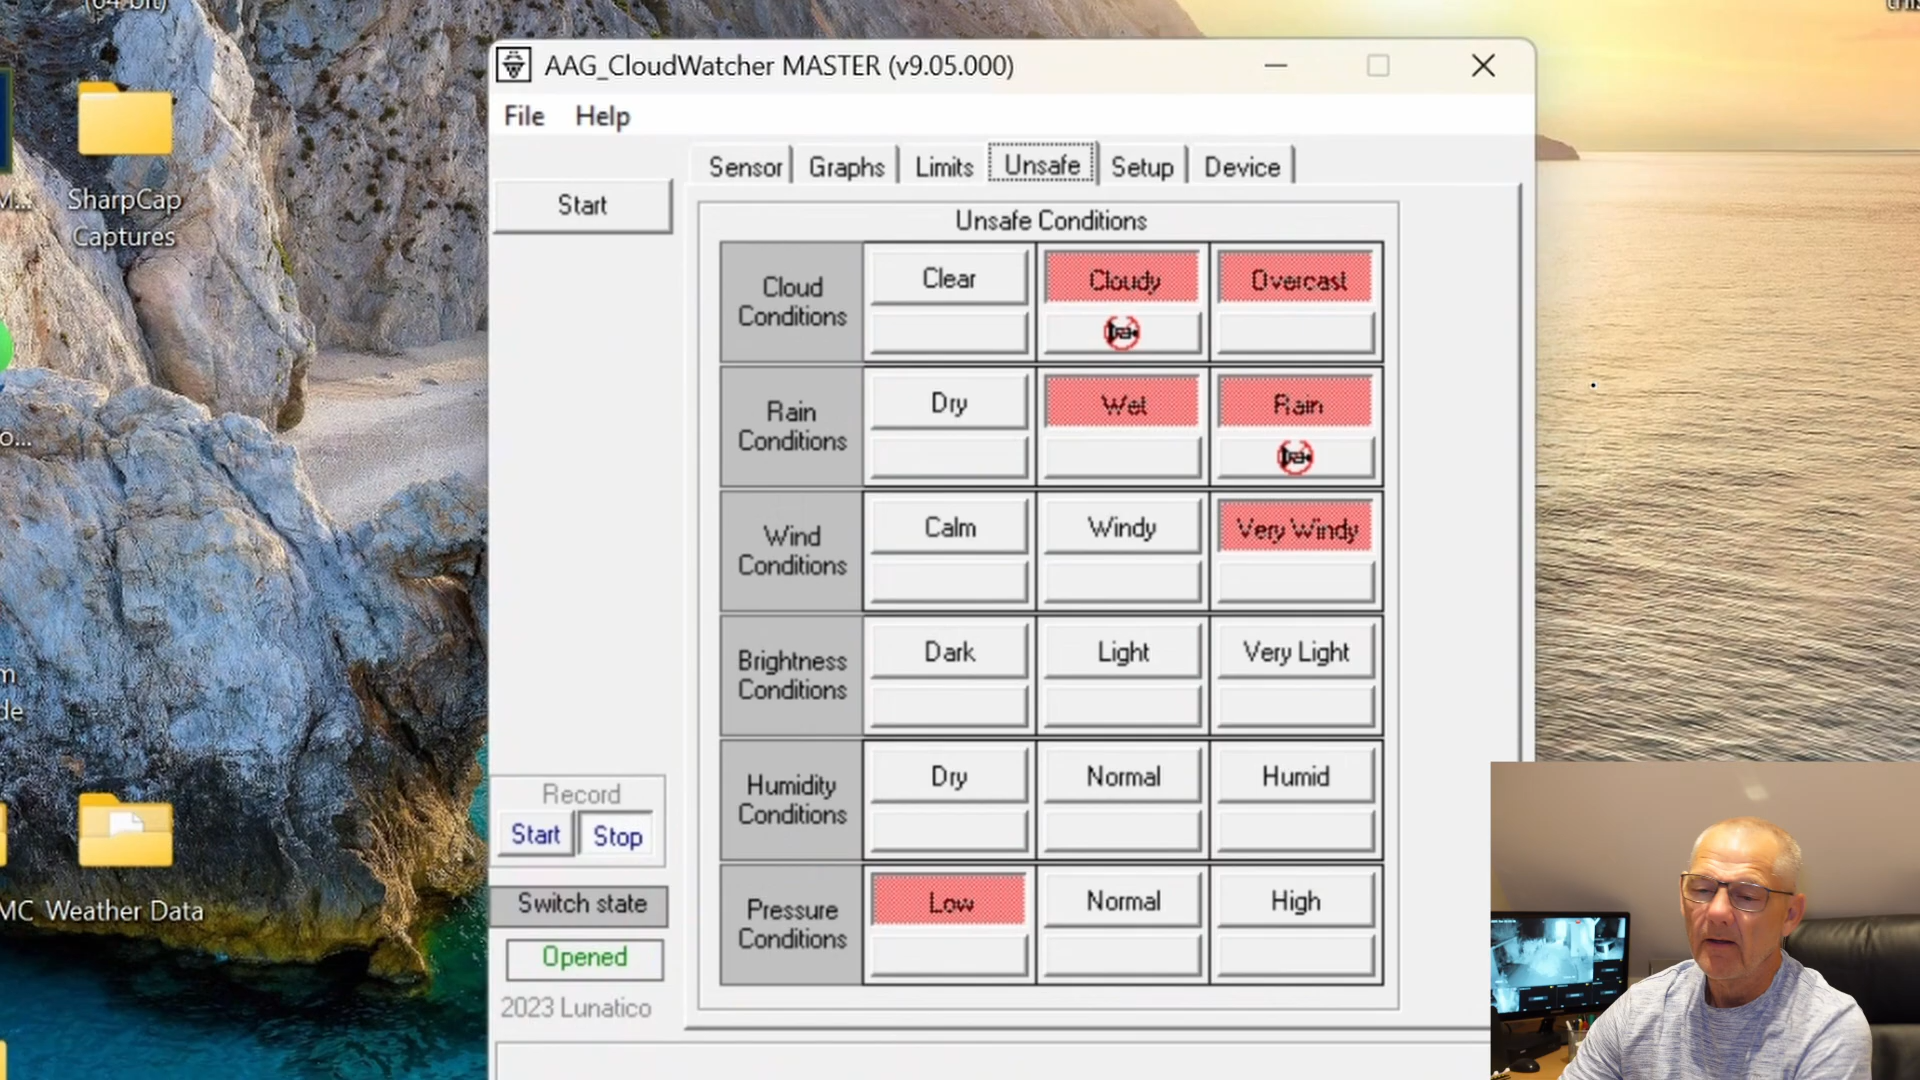 (64-bit)
this
AAG_CloudWatcher MASTER (v9.05.000)
File Help
Sensor Graphs Limits Unsafe Setup Device
Start
SharpCap
Captures
Unsafe Conditions
Cloud
Conditions
Clear Cloudy Overcast
Rain
Conditions
Dry Wet Rain
Wind
Conditions
Calm Windy Very Windy
Brightness
Conditions
Dark Light Very Light
Humidity
Conditions
Dry Normal Humid
Pressure
Conditions
Low Normal High
Record
Start Stop
Switch state
Opened
2023 Lunatico
MC Weather Data